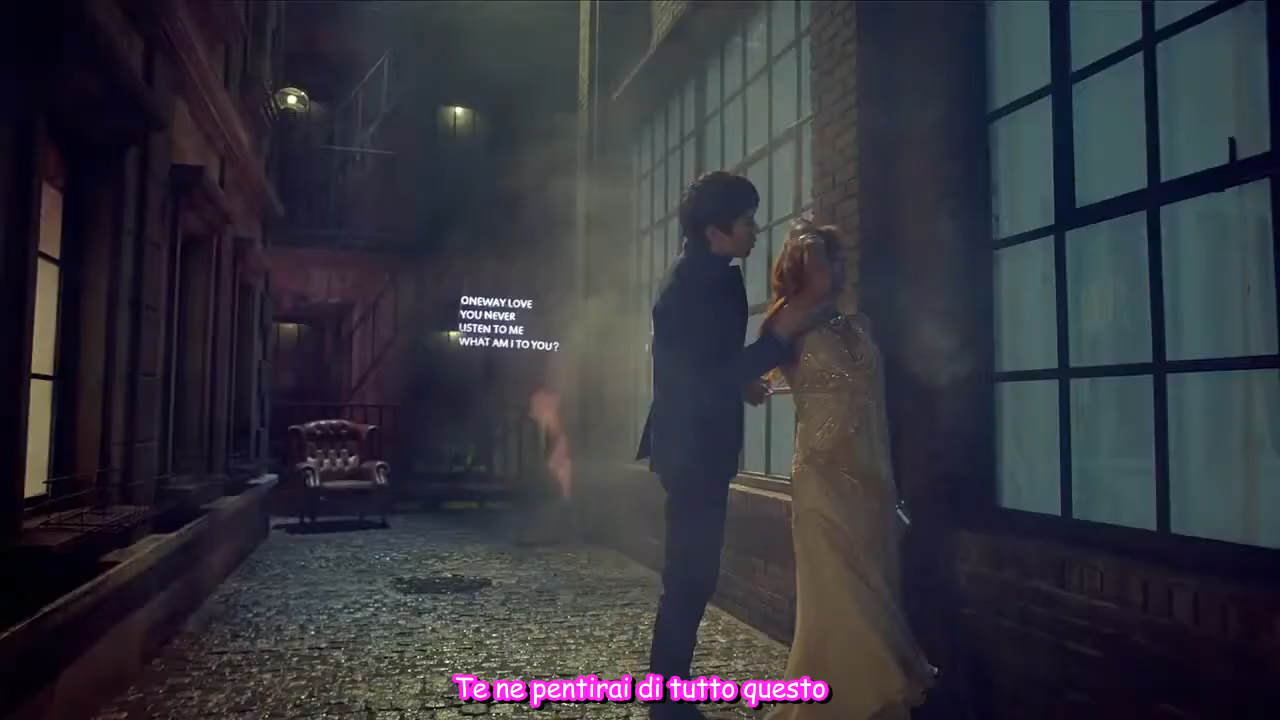 ONEWAY LOVE
YOU NEVER
LISTEN TO ME
WHAT AM I TO YOU?
Te ne pentirai di tutto questo